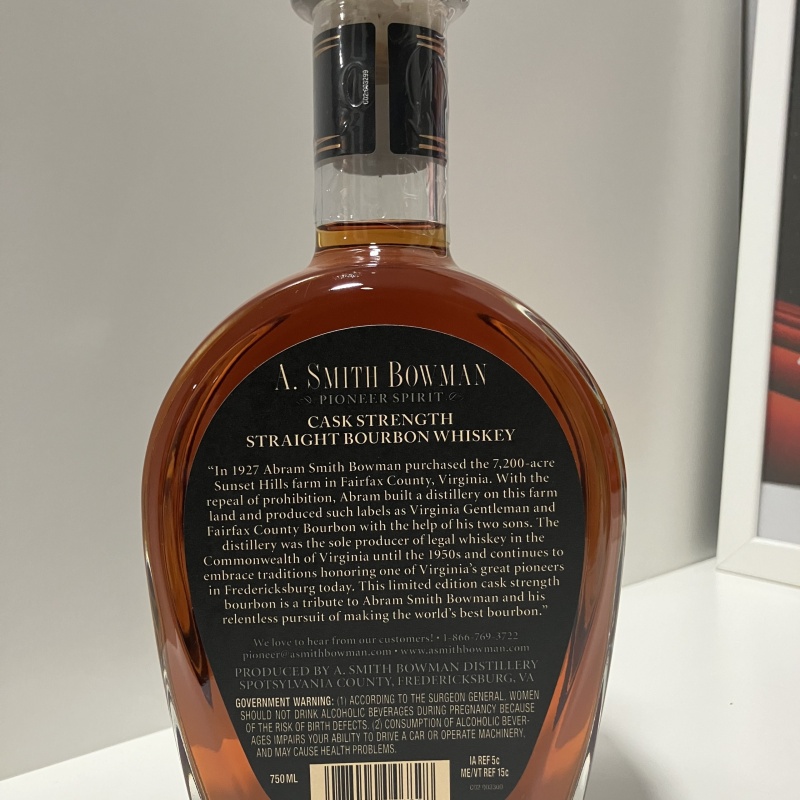 A. SMITH BOWMAN
PIONEER SPIRIT
CASK STRENGTH
STRAIGHT BOURBON WHISKEY
“In 1927 Abram Smith Bowman purchased the 7,200-acre
Sunset Hills farm in Fairfax County, Virginia. With the
repeal of prohibition, Abram built a distillery on this farm
land and produced such labels as Virginia Gentleman and
Fairfax County Bourbon with the help of his two sons. The
distillery was the sole producer of legal whiskey in the
Commonwealth of Virginia until the 1950s and continues to
embrace traditions honoring one of Virginia’s great pioneers
in Fredericksburg today. This limited edition cask strength
bourbon is a tribute to Abram Smith Bowman and his
relentless pursuit of making the world’s best bourbon.”
We love to hear from our customers! • 1-866-769-3722
pioneer@asmithbowman.com • www.asmithbowman.com
PRODUCED BY A. SMITH BOWMAN DISTILLERY
SPOTSYLVANIA COUNTY, FREDERICKSBURG, VA
GOVERNMENT WARNING: (1) ACCORDING TO THE SURGEON GENERAL, WOMEN
SHOULD NOT DRINK ALCOHOLIC BEVERAGES DURING PREGNANCY BECAUSE
OF THE RISK OF BIRTH DEFECTS. (2) CONSUMPTION OF ALCOHOLIC BEVER-
AGES IMPAIRS YOUR ABILITY TO DRIVE A CAR OR OPERATE MACHINERY,
AND MAY CAUSE HEALTH PROBLEMS.
750 ML
IA REF 5c
ME/VT REF 15c